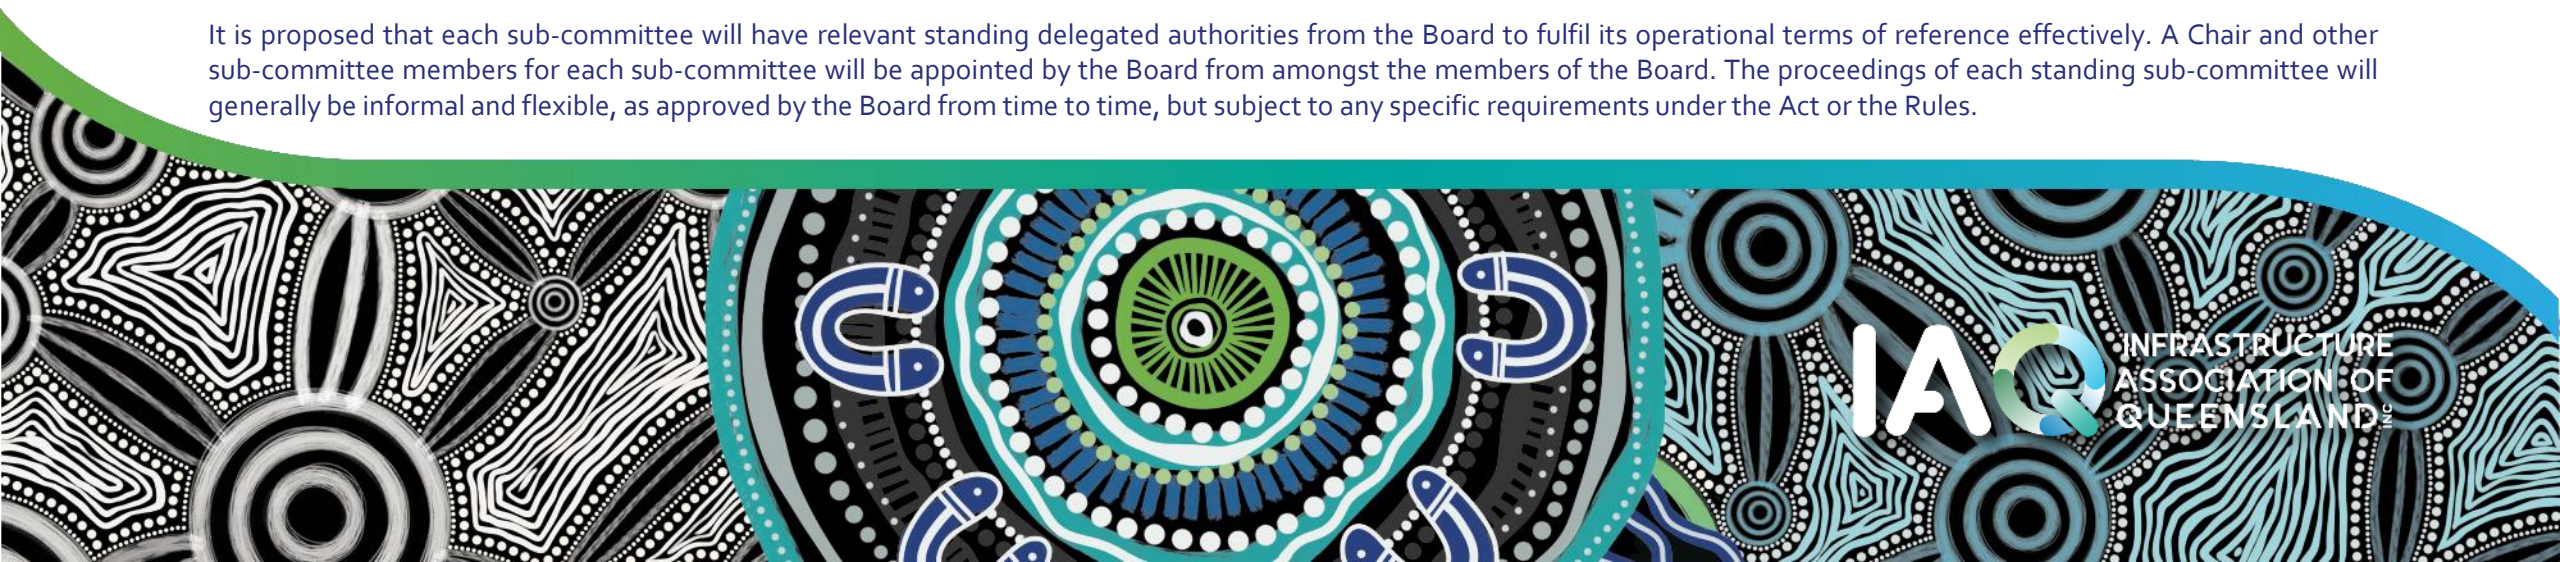 It is proposed that each sub-committee will have relevant standing delegated authorities from the Board to fulfil its operational terms of reference effectively. A Chair and other
sub-committee members for each sub-committee will be appointed by the Board from amongst the members of the Board. The proceedings of each standing sub-committee will
generally be informal and flexible, as approved by the Board from time to time, but subject to any specific requirements under the Act or the Rules.
IAQ
INFRASTRUCTURE
ASSOCIATION OF
QUEENSLAND INC